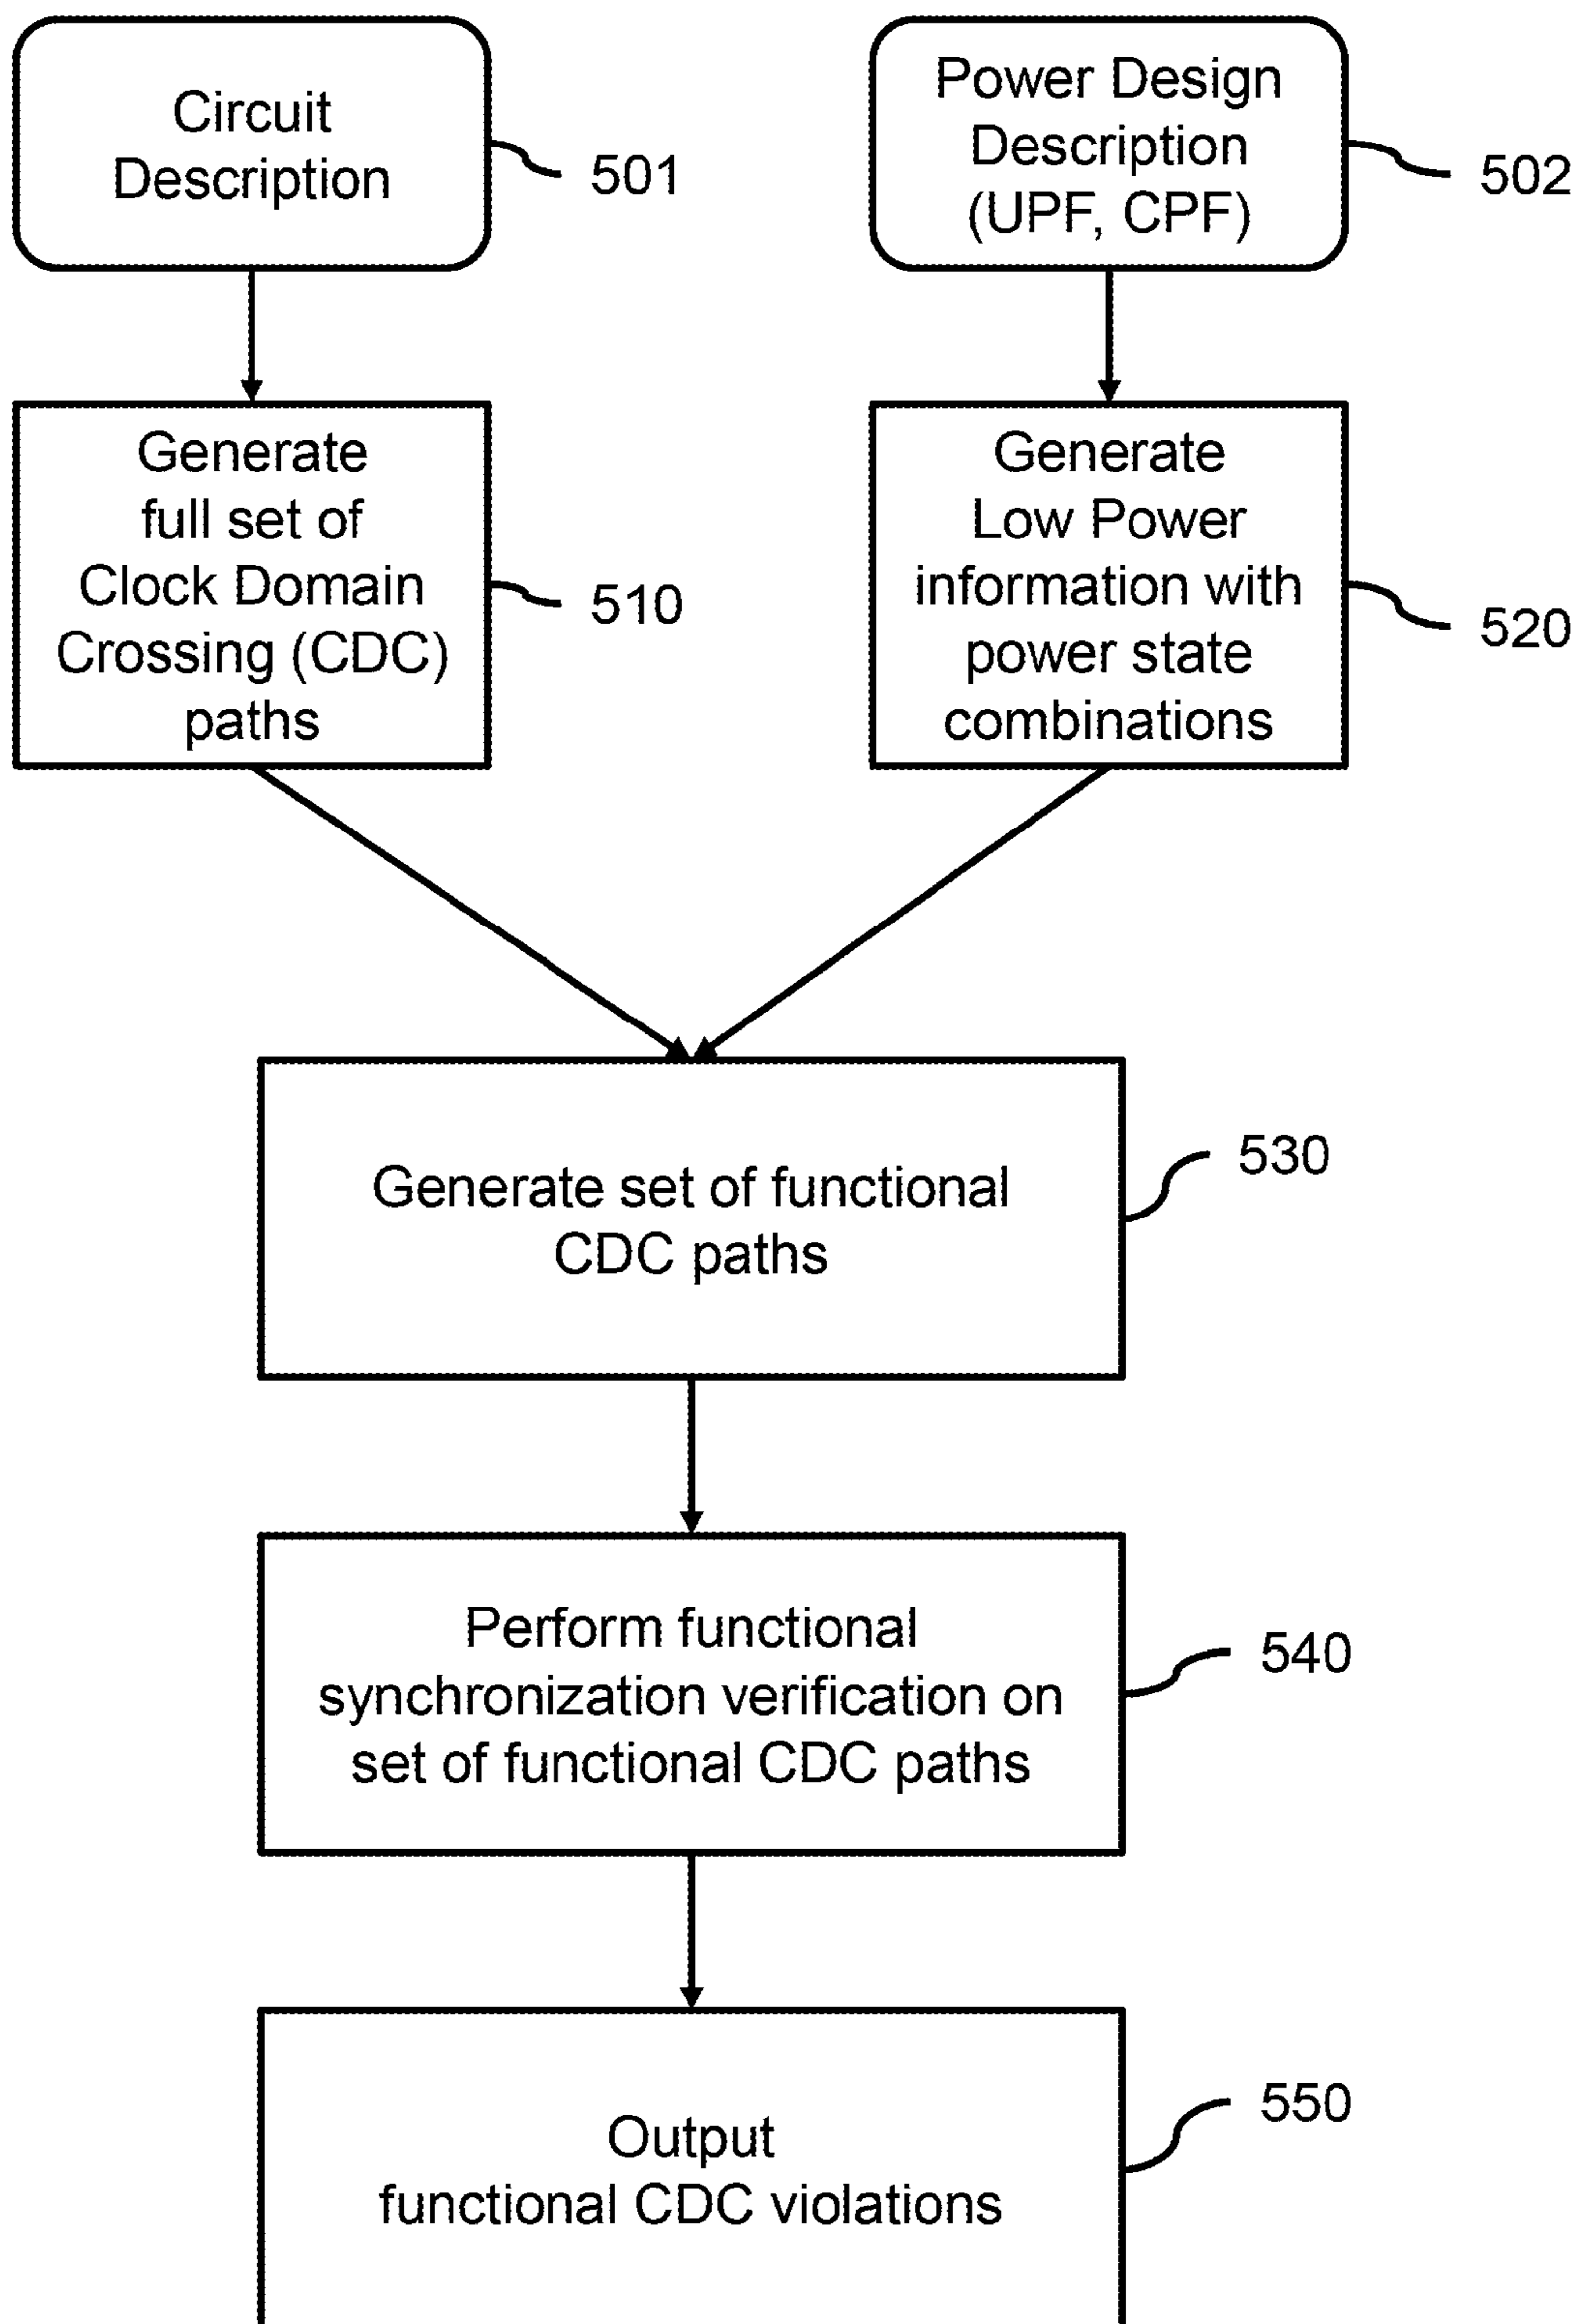 Circuit
Description
501
Power Design
Description
(UPF, CPF)
502
Generate
full set of
Clock Domain
Crossing (CDC)
paths
510
Generate
Low Power
information with
power state
combinations
520
Generate set of functional
CDC paths
530
Perform functional
synchronization verification on
set of functional CDC paths
540
Output
functional CDC violations
550